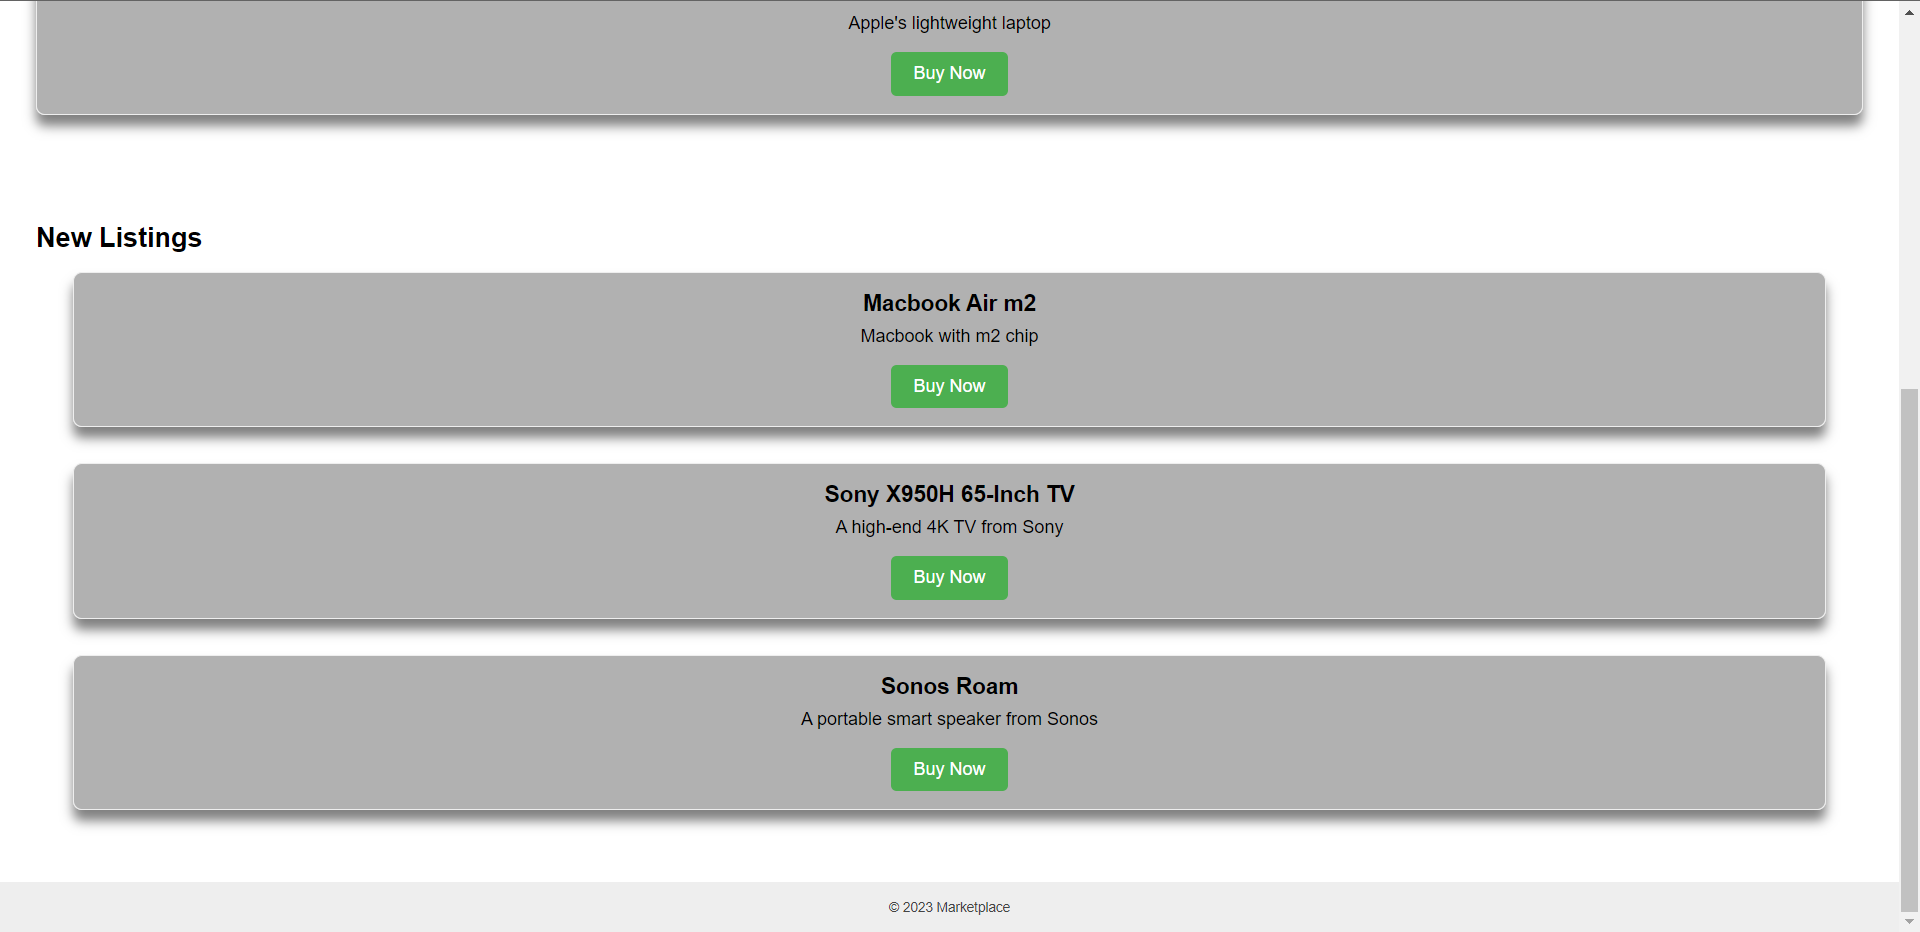 Apple's lightweight laptop
Buy Now
New Listings
Macbook Air m2
Macbook with m2 chip
Buy Now
Sony X950H 65-Inch TV
A high-end 4K TV from Sony
Buy Now
Sonos Roam
A portable smart speaker from Sonos
Buy Now
© 2023 Marketplace